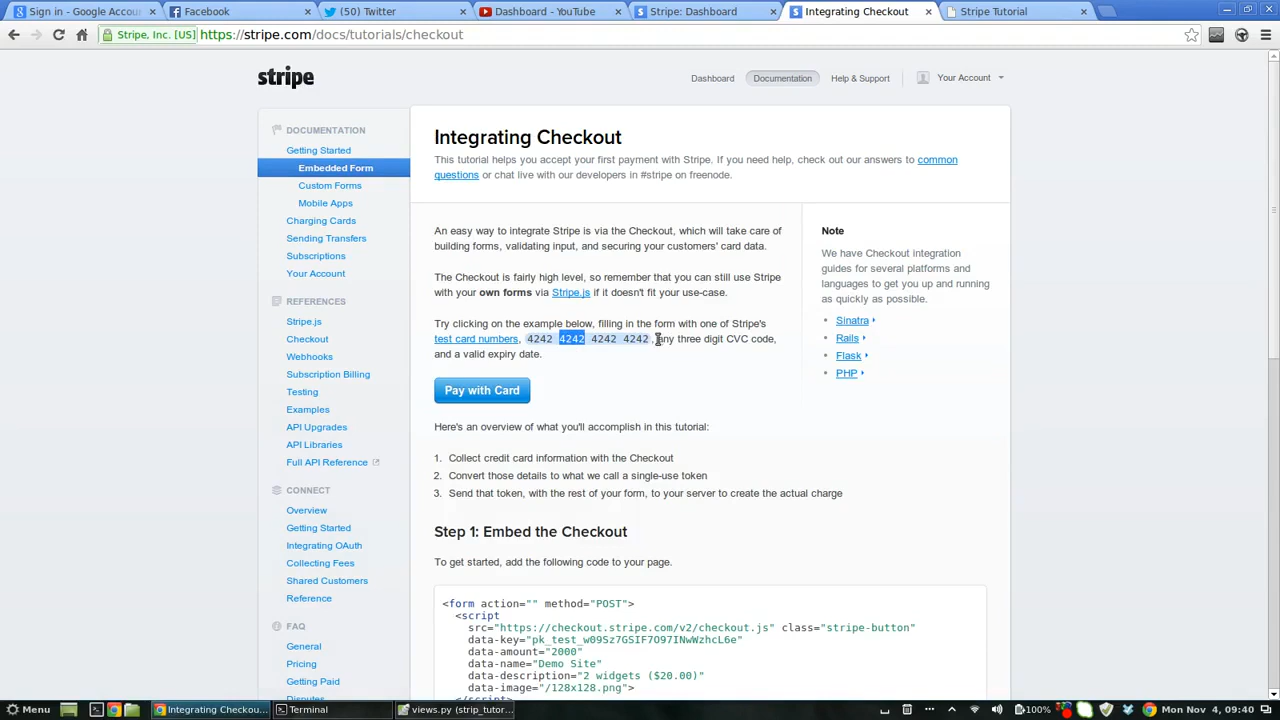 Sign in - Google Accou
Facebook
(50) Twitter
Dashboard - YouTube
Stripe: Dashboard
Integrating Checkout
Stripe Tutorial
Stripe, Inc. [US]
https://stripe.com/docs/tutorials/checkout
stripe
Dashboard
Documentation
Help & Support
Your Account
DOCUMENTATION
Getting Started
Embedded Form
Custom Forms
Mobile Apps
Charging Cards
Sending Transfers
Subscriptions
Your Account
REFERENCES
Stripe.js
Checkout
Webhooks
Subscription Billing
Testing
Examples
API Upgrades
API Libraries
Full API Reference
CONNECT
Overview
Getting Started
Integrating OAuth
Collecting Fees
Shared Customers
Reference
FAQ
General
Pricing
Getting Paid
Disputes
Integrating Checkout
This tutorial helps you accept your first payment with Stripe. If you need help, check out our answers to common
questions or chat live with our developers in #stripe on freenode.
An easy way to integrate Stripe is via the Checkout, which will take care of
building forms, validating input, and securing your customers' card data.
The Checkout is fairly high level, so remember that you can still use Stripe
with your own forms via Stripe.js if it doesn't fit your use-case.
Try clicking on the example below, filling in the form with one of Stripe's
test card numbers, 4242 4242 4242 4242, any three digit CVC code,
and a valid expiry date.
Pay with Card
Note
We have Checkout integration
guides for several platforms and
languages to get you up and running
as quickly as possible.
Sinatra
Rails
Flask
PHP
Here's an overview of what you'll accomplish in this tutorial:
1. Collect credit card information with the Checkout
2. Convert those details to what we call a single-use token
3. Send that token, with the rest of your form, to your server to create the actual charge
Step 1: Embed the Checkout
To get started, add the following code to your page.
<form action="" method="POST">
<script
src="https://checkout.stripe.com/v2/checkout.js" class="stripe-button"
data-key="pk_test_w09Sz7GSIF7O97INwWzhcL6e"
data-amount="2000"
data-name="Demo Site"
data-description="2 widgets ($20.00)"
data-image="/128x128.png">
</script>
Menu
Integrating Checkou...
Terminal
views.py (strip_tutor...
100%
Mon Nov 4, 09:40